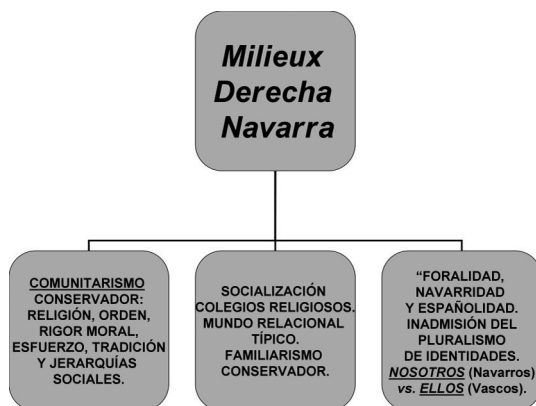 Milieux
Derecha
Navarra
COMUNITARISMO
CONSERVADOR:
RELIGIÓN, ORDEN,
RIGOR MORAL,
ESFUERZO, TRADICIÓN
Y JERARQUÍAS
SOCIALES.
SOCIALIZACIÓN
COLEGIOS RELIGIOSOS.
MUNDO RELACIONAL
TÍPICO.
FAMILIARISMO
CONSERVADOR.
“FORALIDAD,
NAVARRIDAD
Y ESPAÑOLIDAD.
INADMISIÓN DEL
PLURALISMO
DE IDENTIDADES.
NOSOTROS (Navarros)
vs. ELLOS (Vascos).